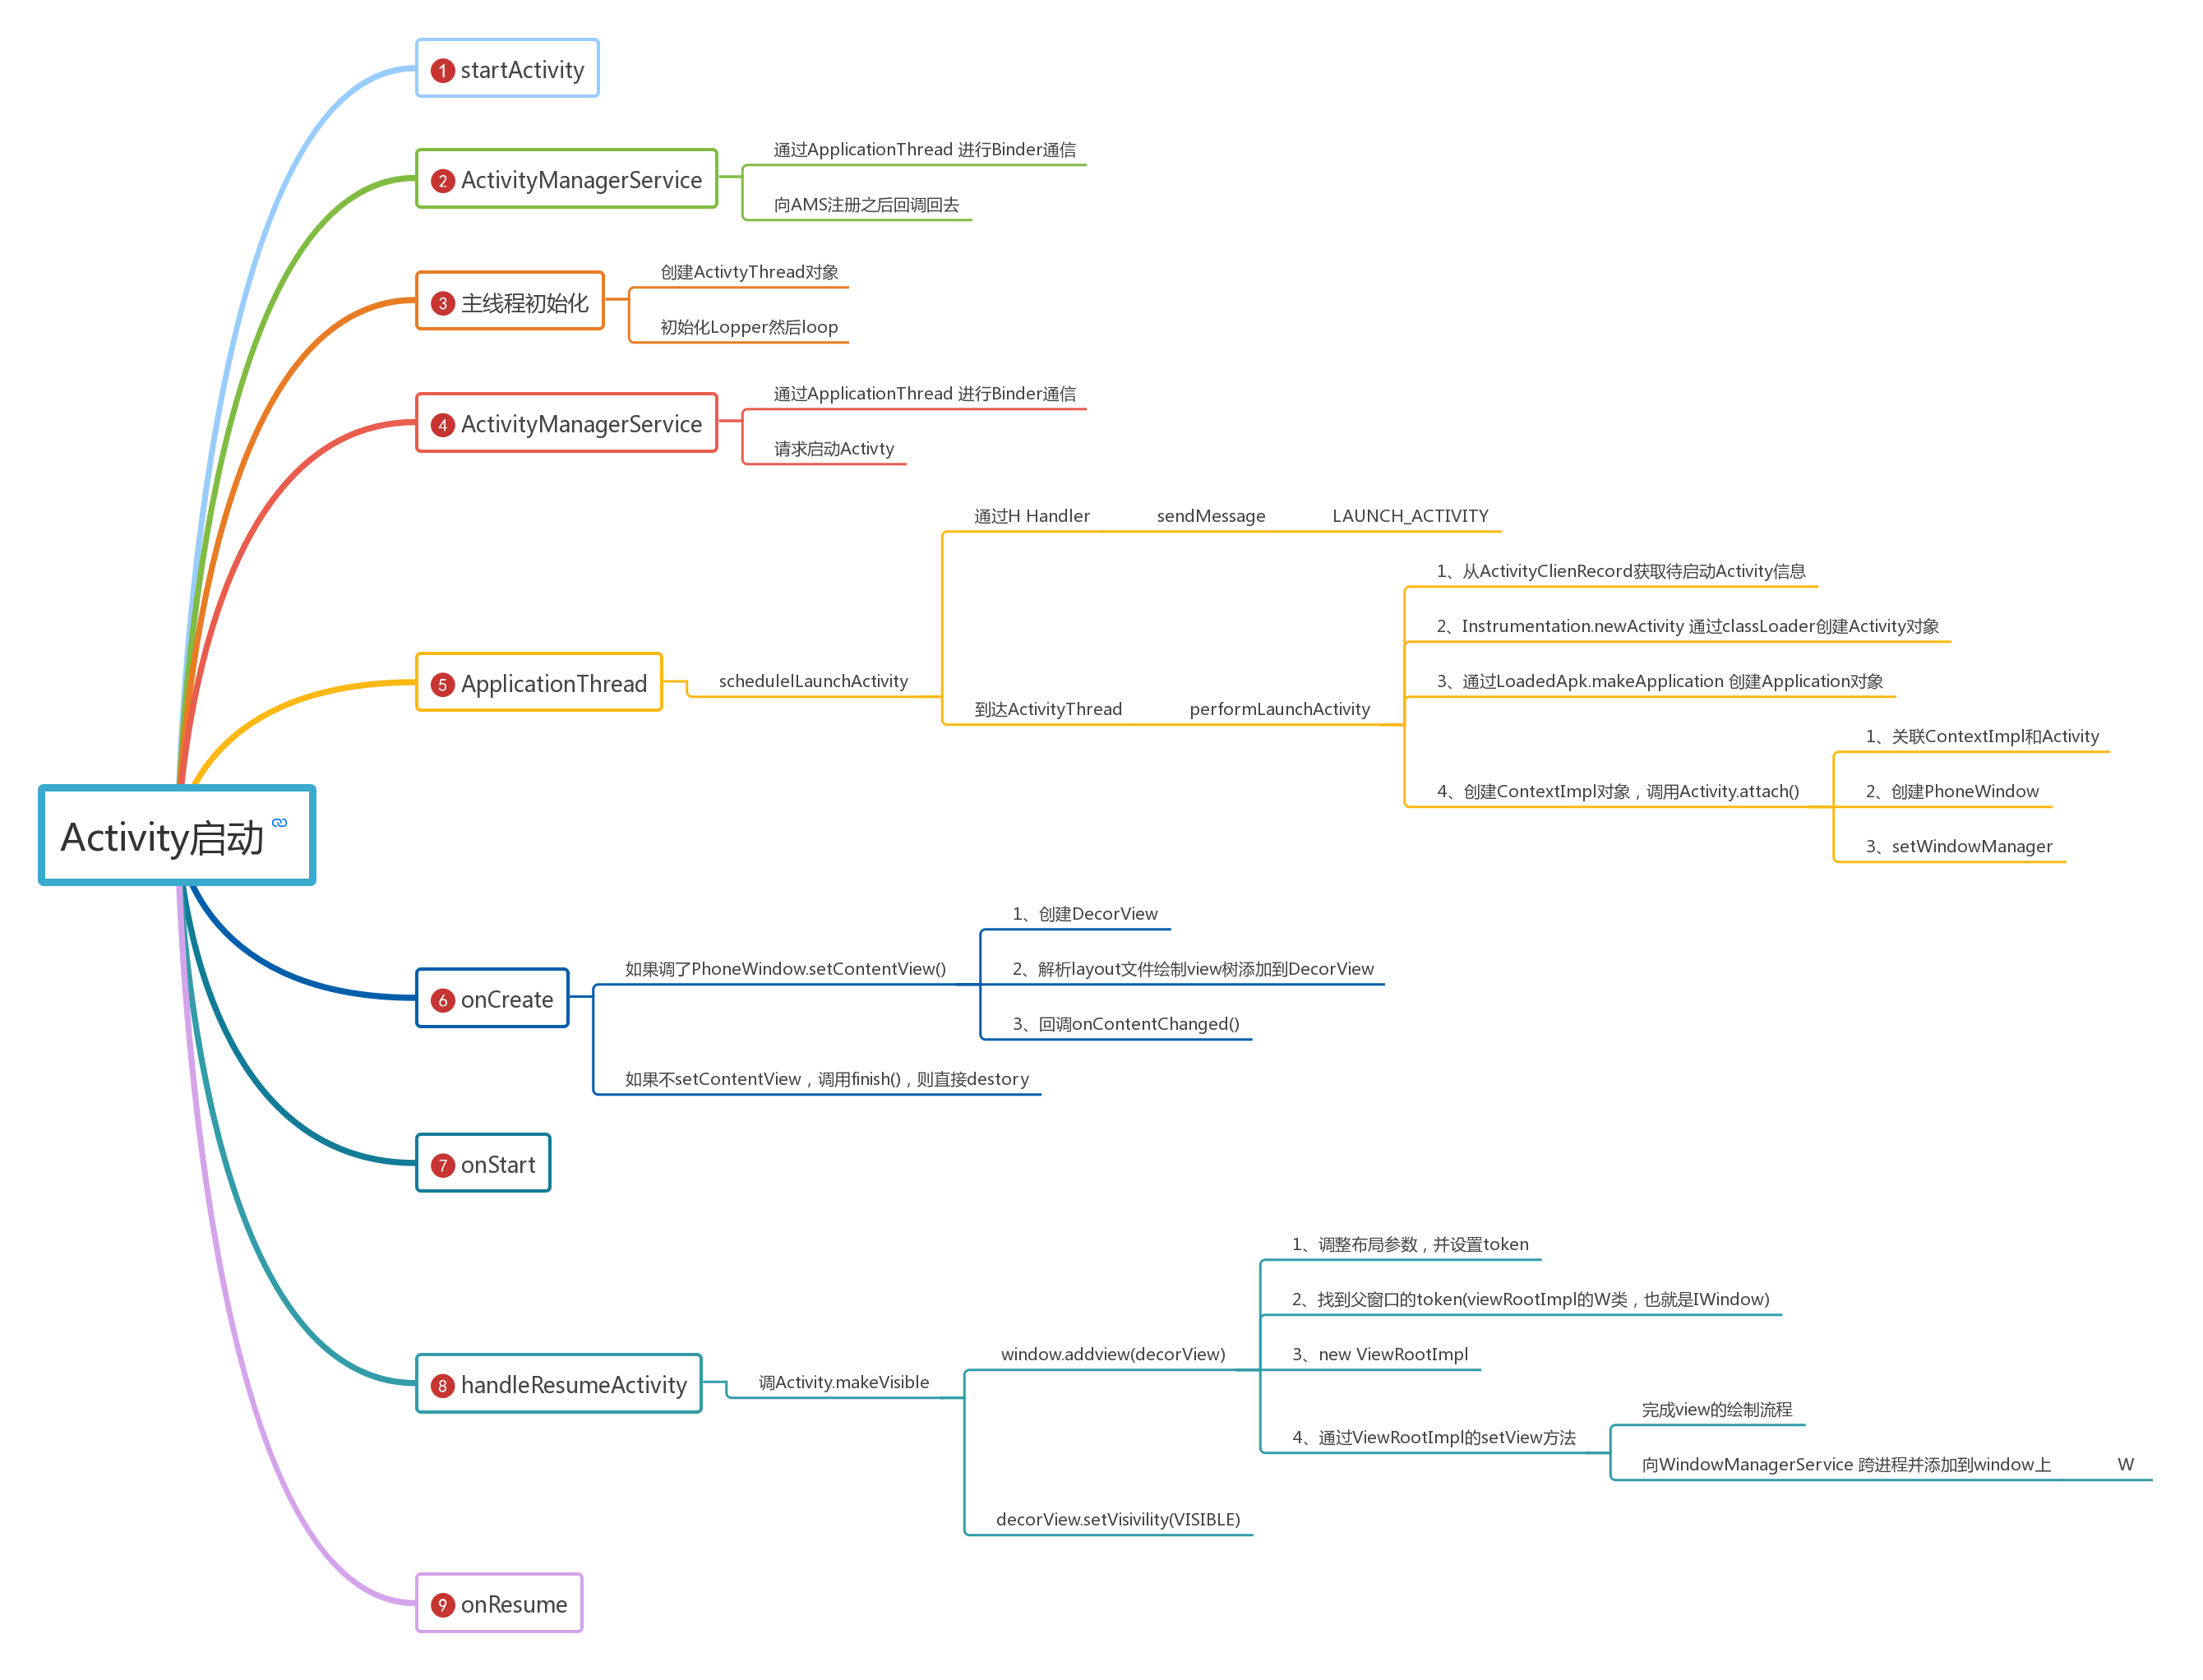 Activity启动
1 startActivity
2 ActivityManagerService
通过ApplicationThread 进行Binder通信
向AMS注册之后回调回去
3 主线程初始化
创建ActivtyThread对象
初始化Lopper然后loop
4 ActivityManagerService
通过ApplicationThread 进行Binder通信
请求启动Activty
5 ApplicationThread
schedulelLaunchActivity
通过H Handler
sendMessage
LAUNCH_ACTIVITY
到达ActivityThread
performLaunchActivity
1、从ActivityClienRecord获取待启动Activity信息
2、Instrumentation.newActivity 通过classLoader创建Activity对象
3、通过LoadedApk.makeApplication 创建Application对象
4、创建ContextImpl对象，调用Activity.attach()
1、关联ContextImpl和Activity
2、创建PhoneWindow
3、setWindowManager
6 onCreate
如果调了PhoneWindow.setContentView()
1、创建DecorView
2、解析layout文件绘制view树添加到DecorView
3、回调onContentChanged()
如果不setContentView，调用finish()，则直接destory
7 onStart
8 handleResumeActivity
调Activity.makeVisible
window.addview(decorView)
1、调整布局参数，并设置token
2、找到父窗口的token(viewRootImpl的W类，也就是IWindow)
3、new ViewRootImpl
4、通过ViewRootImpl的setView方法
完成view的绘制流程
向WindowManagerService 跨进程并添加到window上
W
decorView.setVisivility(VISIBLE)
9 onResume